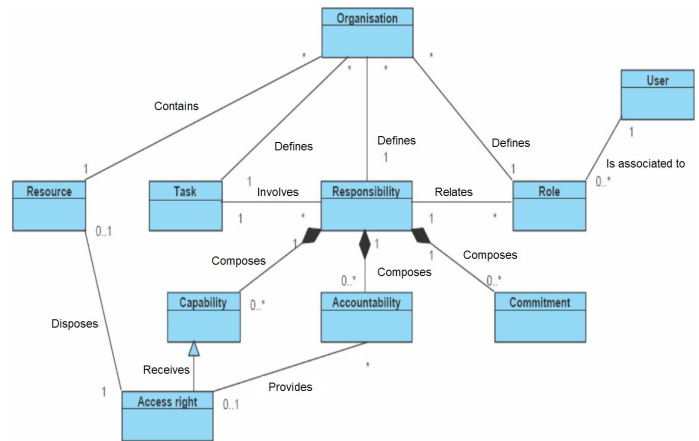 Organisation
*
*
*
*
User
Contains
Defines
Defines
Defines
1
Is associated to
1
1
1
1
0..*
Resource
Task
Involves
Responsibility
Relates
Role
0..1
1
*
1
*
1
1
1
Composes
Composes
Composes
0..*
0..*
0..*
Capability
Accountability
Commitment
Disposes
Receives
*
Provides
1
0..1
Access right